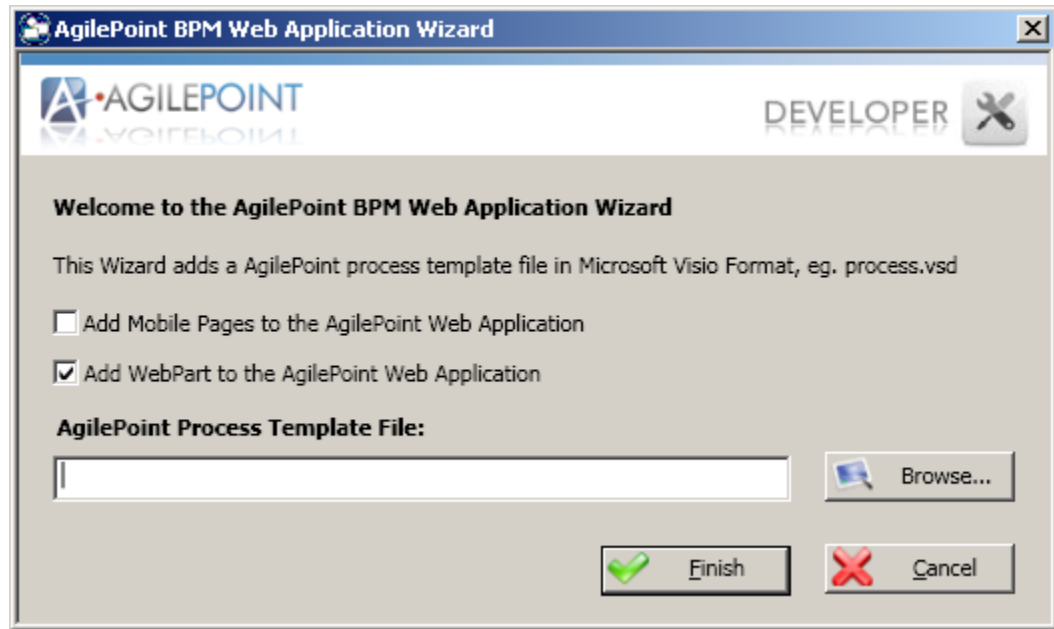 AgilePoint BPM Web Application Wizard
AGILEPOINT
DEVELOPER
Welcome to the AgilePoint BPM Web Application Wizard
This Wizard adds a AgilePoint process template file in Microsoft Visio Format, eg. process.vsd
Add Mobile Pages to the AgilePoint Web Application
Add WebPart to the AgilePoint Web Application
AgilePoint Process Template File:
Browse...
Finish
Cancel